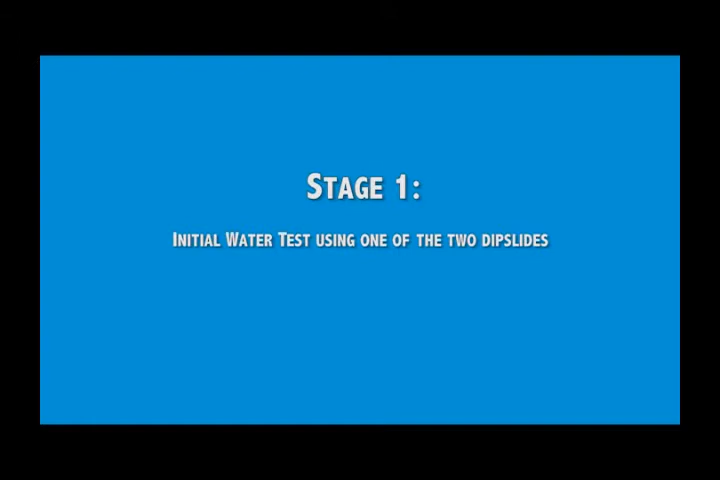 Stage 1:
Initial Water Test using one of the two dipslides